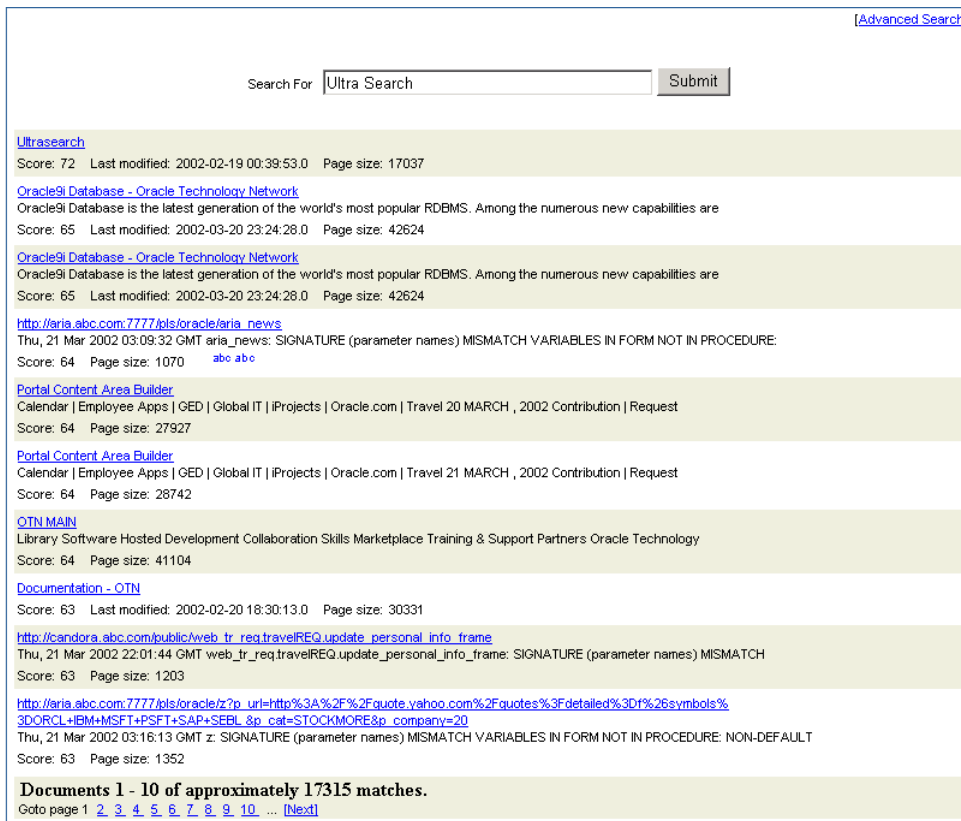 [Advanced Search
Search For Ultra Search Submit
Ultrasearch
Score: 72 Last modified: 2002-02-19 00:39:53.0 Page size: 17037
Oracle9i Database - Oracle Technology Network
Oracle9i Database is the latest generation of the world's most popular RDBMS. Among the numerous new capabilities are
Score: 65 Last modified: 2002-03-20 23:24:28.0 Page size: 42624
Oracle9i Database - Oracle Technology Network
Oracle9i Database is the latest generation of the world's most popular RDBMS. Among the numerous new capabilities are
Score: 65 Last modified: 2002-03-20 23:24:28.0 Page size: 42624
http://aria.abc.com:7777/pls/oracle/aria_news
Thu, 21 Mar 2002 03:09:32 GMT aria_news: SIGNATURE (parameter names) MISMATCH VARIABLES IN FORM NOT IN PROCEDURE:
Score: 64 Page size: 1070 abc abc
Portal Content Area Builder
Calendar | Employee Apps | GED | Global IT | iProjects | Oracle.com | Travel 20 MARCH , 2002 Contribution | Request
Score: 64 Page size: 27927
Portal Content Area Builder
Calendar | Employee Apps | GED | Global IT | iProjects | Oracle.com | Travel 21 MARCH , 2002 Contribution | Request
Score: 64 Page size: 28742
OTN MAIN
Library Software Hosted Development Collaboration Skills Marketplace Training & Support Partners Oracle Technology
Score: 64 Page size: 41104
Documentation - OTN
Score: 63 Last modified: 2002-02-20 18:30:13.0 Page size: 30331
http://candora.abc.com/public/web_tr_req.travelREQ.update_personal_info_frame
Thu, 21 Mar 2002 22:01:44 GMT web_tr_req.travelREQ.update_personal_info_frame: SIGNATURE (parameter names) MISMATCH
Score: 63 Page size: 1203
http://aria.abc.com:7777/pls/oracle/z?p_url=http%3A%2F%2Fquote.yahoo.com%2Fquotes%3Fdetailed%3Df%26symbols%
3DORCL+IBM+MSFT+PSFT+SAP+SEBL &p_cat=STOCKMORE&p_company=20
Thu, 21 Mar 2002 03:16:13 GMT z: SIGNATURE (parameter names) MISMATCH VARIABLES IN FORM NOT IN PROCEDURE: NON-DEFAULT
Score: 63 Page size: 1352
Documents 1 - 10 of approximately 17315 matches.
Goto page 1 2 3 4 5 6 7 8 9 10 ... [Next]